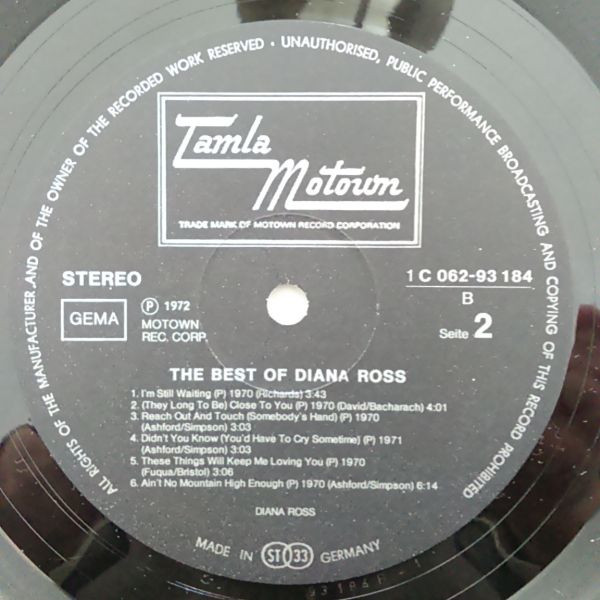 ALL RIGHTS OF THE MANUFACTURER AND OF THE OWNER OF THE RECORDED WORK RESERVED · UNAUTHORISED, PUBLIC PERFORMANCE BROADCASTING AND COPYING OF THIS RECORD PROHIBITED
Tamla
Motown
TRADE MARK OF MOTOWN RECORD CORPORATION
STEREO
1 C 062-93 184
B
GEMA
Ⓟ 1972
MOTOWN
REC. CORP.
Seite 2
THE BEST OF DIANA ROSS
1. I'm Still Waiting (P) 1970 (Richards) 3:43
2. (They Long To Be) Close To You (P) 1970 (David/Bacharach) 4:01
3. Reach Out And Touch (Somebody's Hand) (P) 1970
(Ashford/Simpson) 3:03
4. Didn't You Know (You'd Have To Cry Sometime) (P) 1971
(Ashford/Simpson) 3:03
5. These Things Will Keep Me Loving You (P) 1970
(Fuqua/Bristol) 3:06
6. Ain't No Mountain High Enough (P) 1970 (Ashford/Simpson) 6:14
DIANA ROSS
MADE IN ST 33 GERMANY